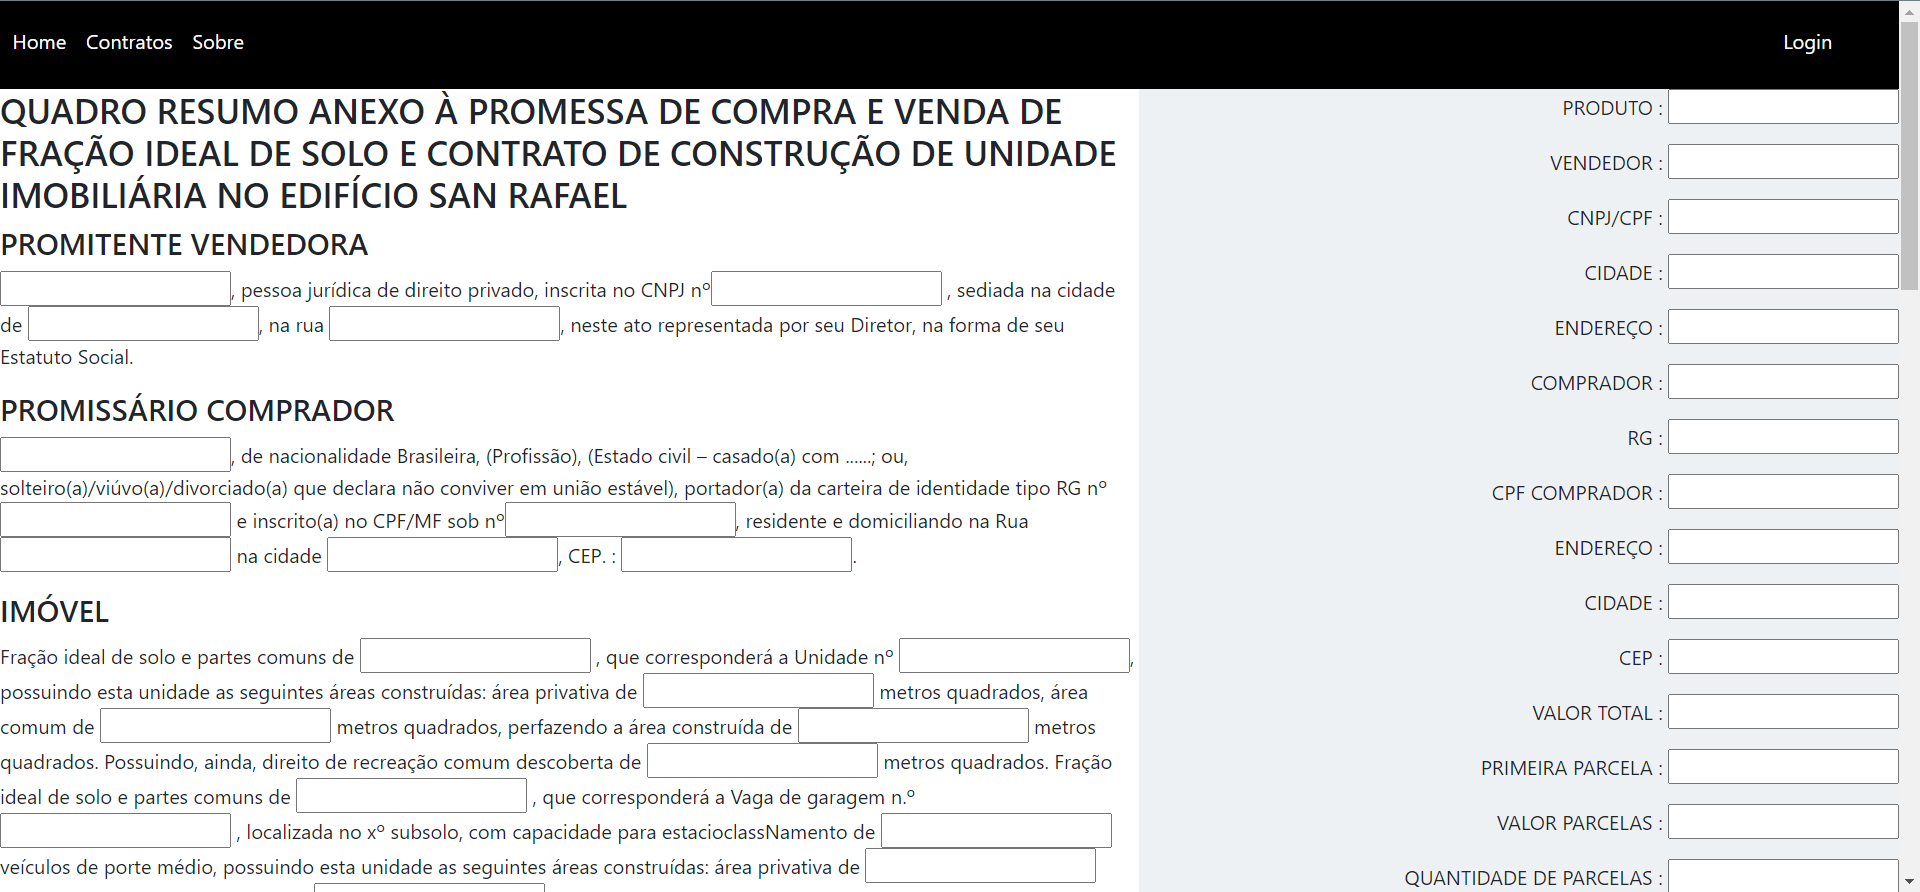 Home Contratos Sobre Login
QUADRO RESUMO ANEXO À PROMESSA DE COMPRA E VENDA DE
FRAÇÃO IDEAL DE SOLO E CONTRATO DE CONSTRUÇÃO DE UNIDADE
IMOBILIÁRIA NO EDIFÍCIO SAN RAFAEL
PROMITENTE VENDEDORA
, pessoa jurídica de direito privado, inscrita no CNPJ nº , sediada na cidade
de , na rua , neste ato representada por seu Diretor, na forma de seu
Estatuto Social.
PROMISSÁRIO COMPRADOR
, de nacionalidade Brasileira, (Profissão), (Estado civil – casado(a) com ......; ou,
solteiro(a)/viúvo(a)/divorciado(a) que declara não conviver em união estável), portador(a) da carteira de identidade tipo RG nº
e inscrito(a) no CPF/MF sob nº , residente e domiciliando na Rua
na cidade , CEP. : .
IMÓVEL
Fração ideal de solo e partes comuns de , que corresponderá a Unidade nº ,
possuindo esta unidade as seguintes áreas construídas: área privativa de metros quadrados, área
comum de metros quadrados, perfazendo a área construída de metros
quadrados. Possuindo, ainda, direito de recreação comum descoberta de metros quadrados. Fração
ideal de solo e partes comuns de , que corresponderá a Vaga de garagem n.º
, localizada no xº subsolo, com capacidade para estacioclassNamento de
veículos de porte médio, possuindo esta unidade as seguintes áreas construídas: área privativa de
PRODUTO :
VENDEDOR :
CNPJ/CPF :
CIDADE :
ENDEREÇO :
COMPRADOR :
RG :
CPF COMPRADOR :
ENDEREÇO :
CIDADE :
CEP :
VALOR TOTAL :
PRIMEIRA PARCELA :
VALOR PARCELAS :
QUANTIDADE DE PARCELAS :